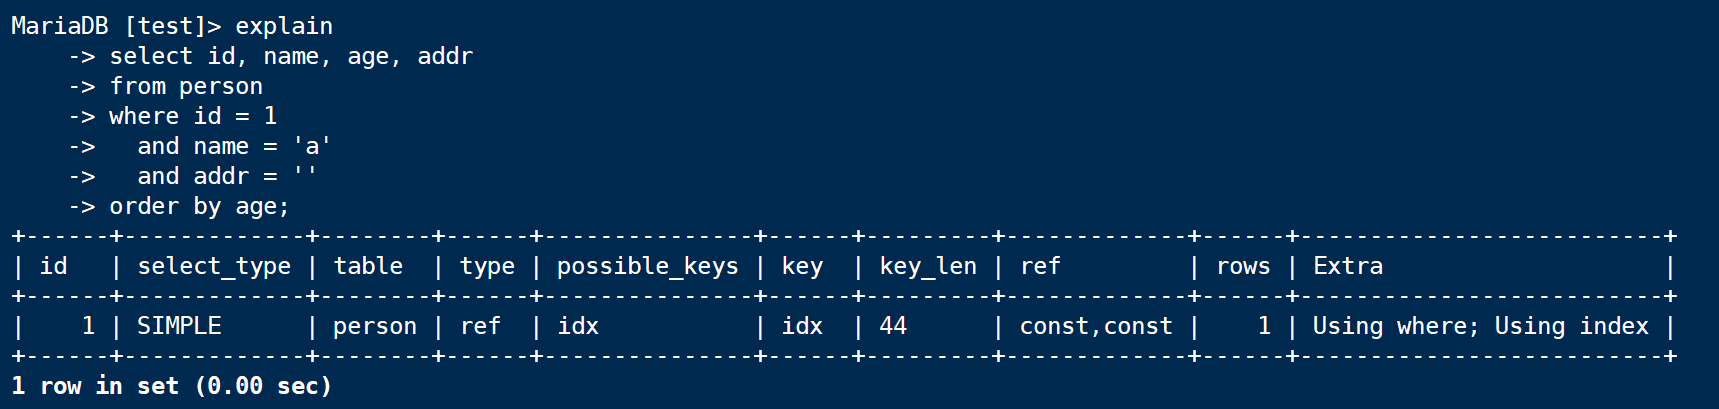 MariaDB [test]> explain
    -> select id, name, age, addr
    -> from person
    -> where id = 1
    ->   and name = 'a'
    ->   and addr = ''
    -> order by age;
+------+-------------+--------+------+---------------+------+---------+-------------+------+--------------------------+
| id   | select_type | table  | type | possible_keys | key  | key_len | ref         | rows | Extra                    |
+------+-------------+--------+------+---------------+------+---------+-------------+------+--------------------------+
|    1 | SIMPLE      | person | ref  | idx           | idx  | 44      | const,const |    1 | Using where; Using index |
+------+-------------+--------+------+---------------+------+---------+-------------+------+--------------------------+
1 row in set (0.00 sec)